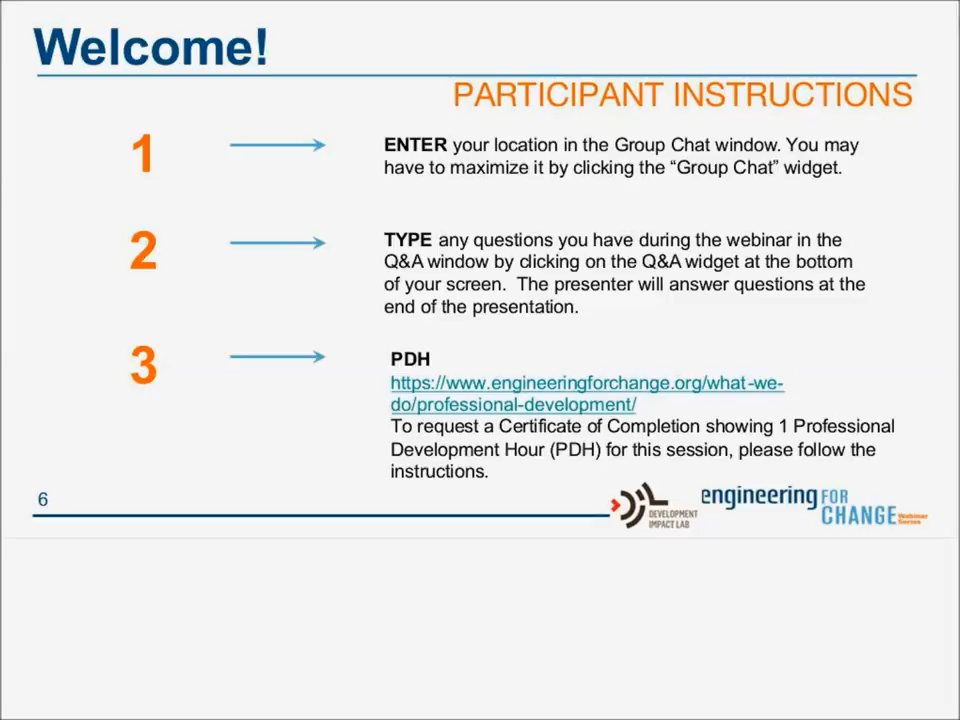 Welcome!
PARTICIPANT INSTRUCTIONS
1
ENTER your location in the Group Chat window. You may
have to maximize it by clicking the “Group Chat” widget.
2
TYPE any questions you have during the webinar in the
Q&A window by clicking on the Q&A widget at the bottom
of your screen.  The presenter will answer questions at the
end of the presentation.
3
PDH
https://www.engineeringforchange.org/what-we-
do/professional-development/
To request a Certificate of Completion showing 1 Professional
Development Hour (PDH) for this session, please follow the
instructions.
6
DEVELOPMENT
IMPACT LAB
engineering FOR
CHANGE
Webinar
Series